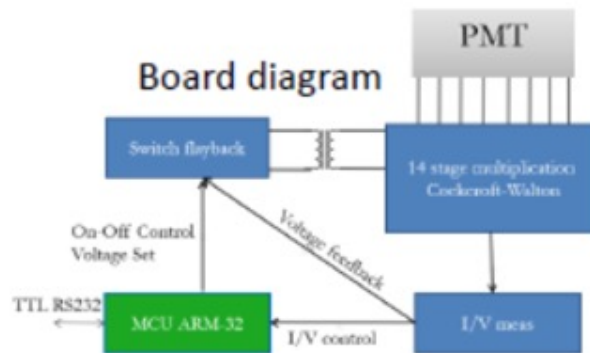 PMT
Board diagram
Switch flayback
14 stage multiplication
Cockcroft-Walton
On-Off Control
Voltage Set
Voltage feedback
TTL RS232
MCU ARM-32
I/V control
I/V meas